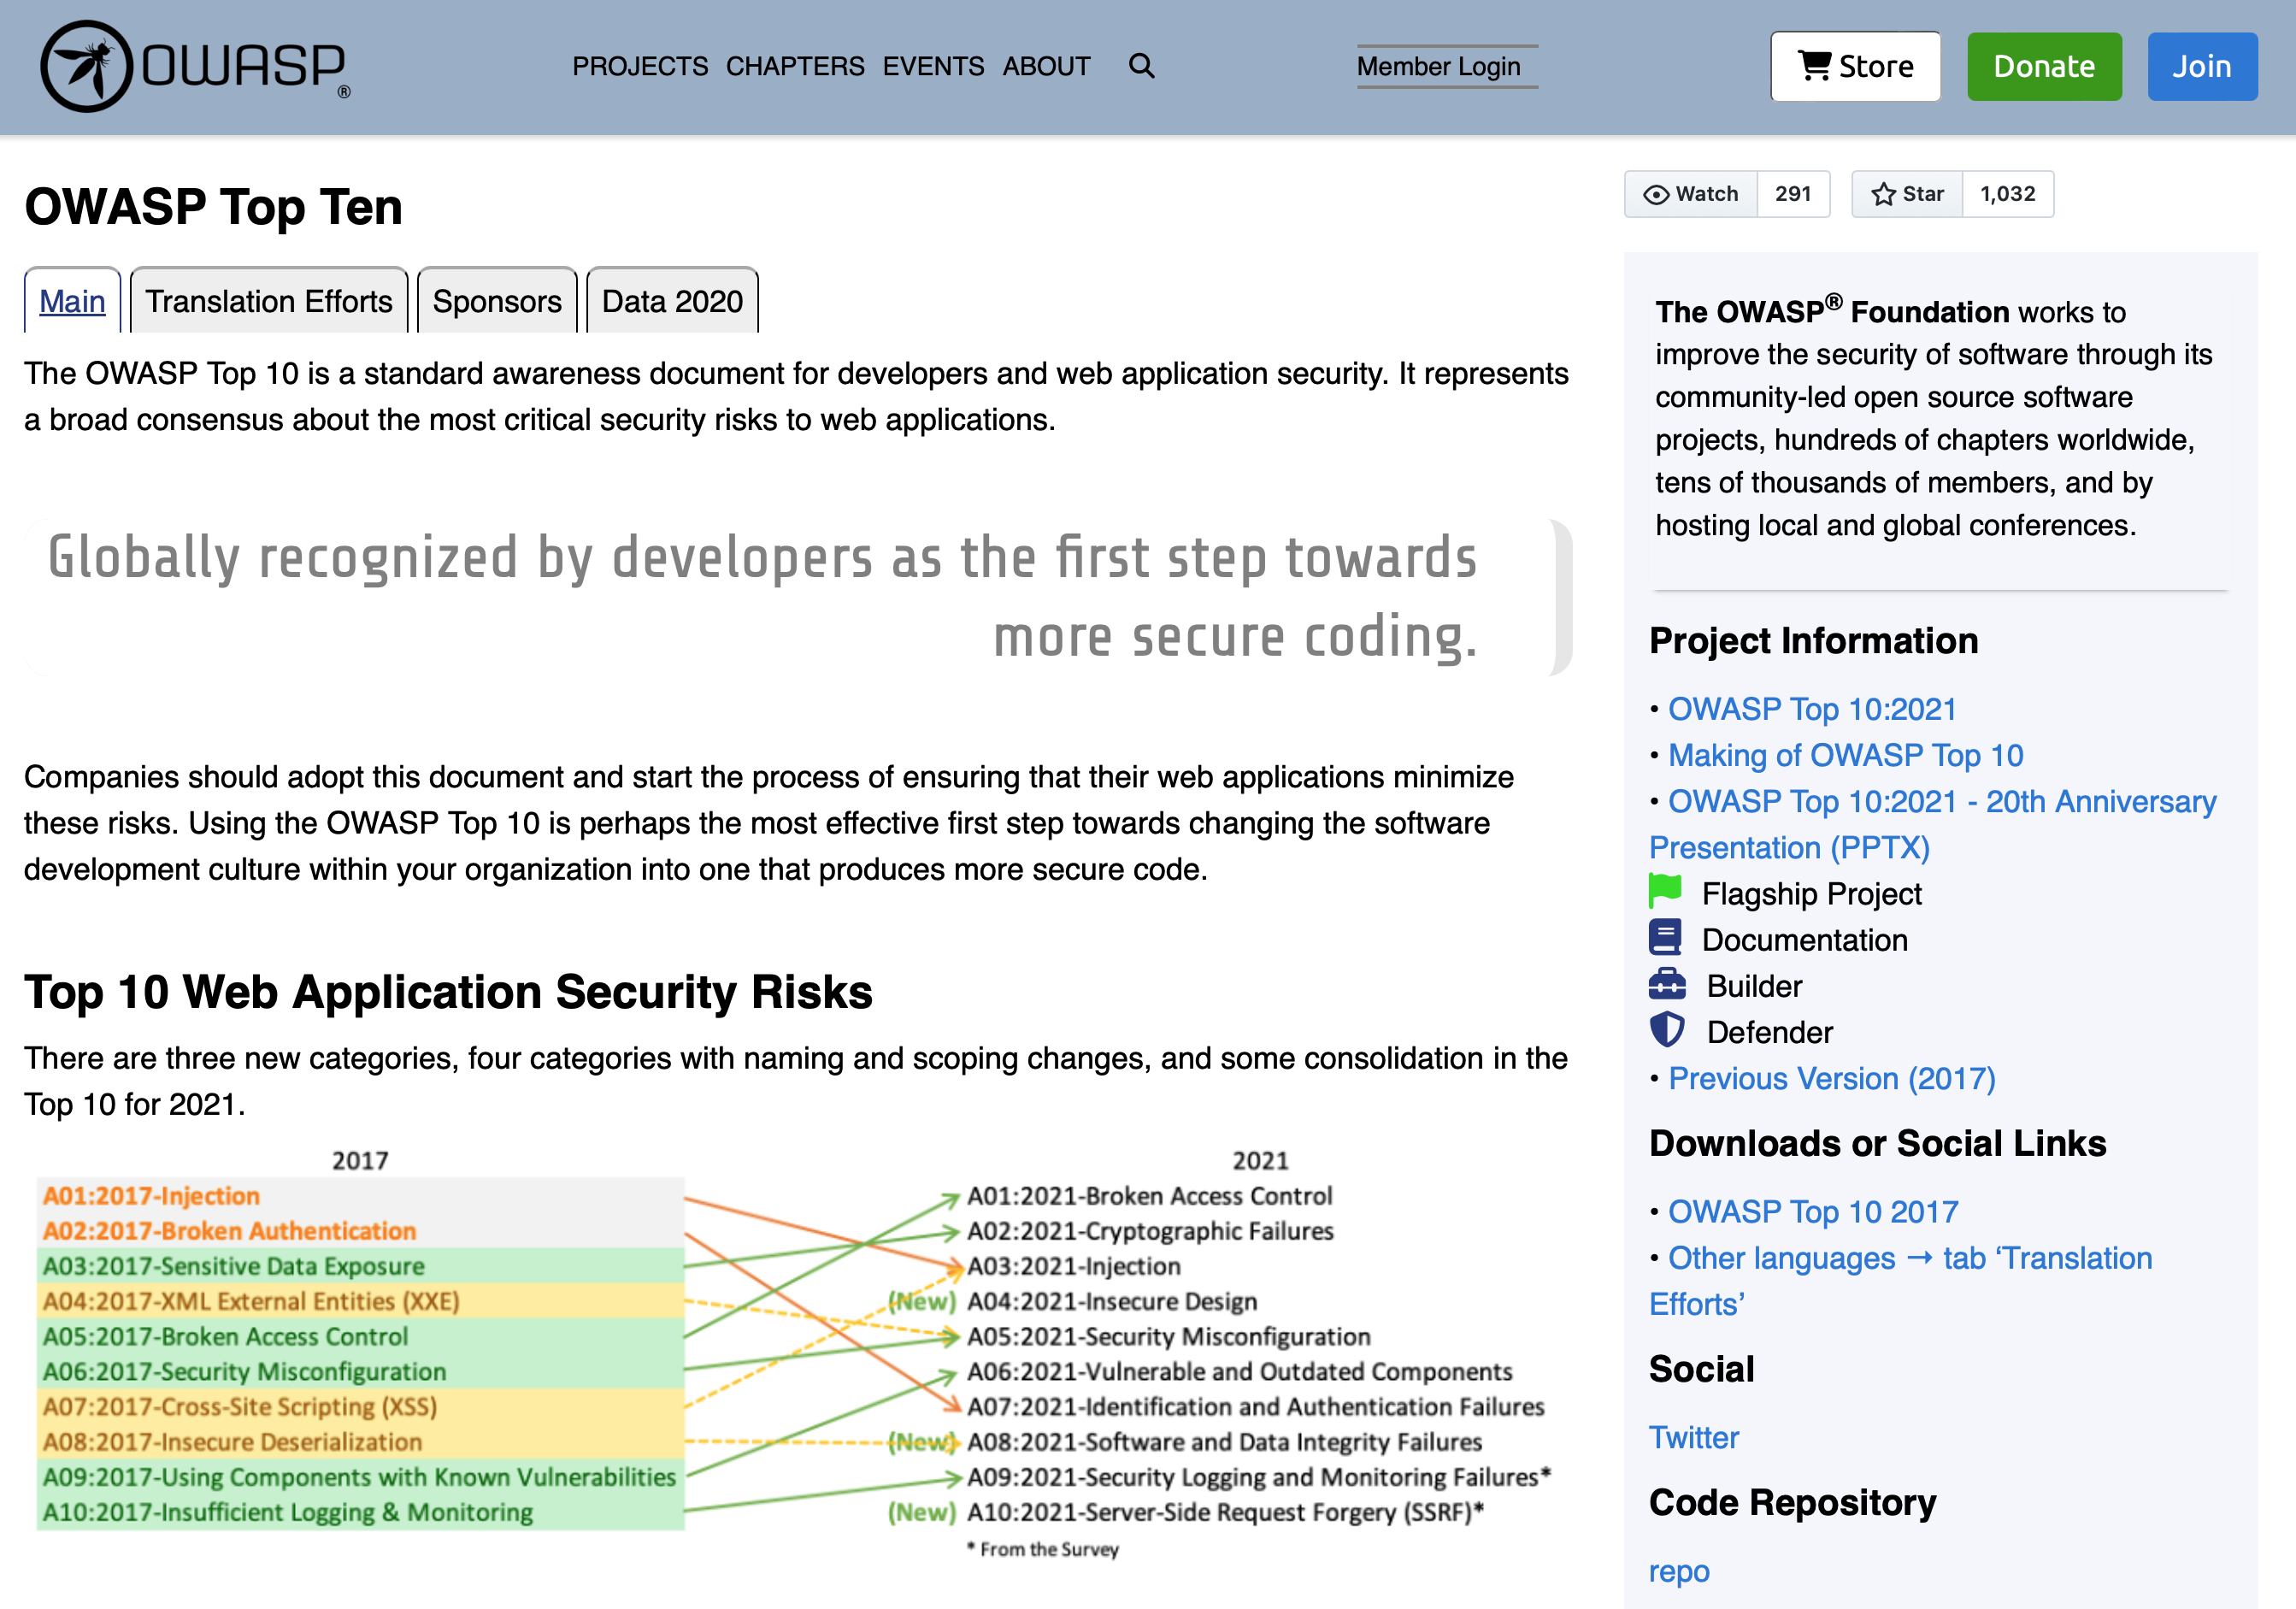 OWASP®
PROJECTS CHAPTERS EVENTS ABOUT
Member Login
Store
Donate
Join
OWASP Top Ten
Main
Translation Efforts
Sponsors
Data 2020
The OWASP Top 10 is a standard awareness document for developers and web application security. It represents
a broad consensus about the most critical security risks to web applications.
Globally recognized by developers as the first step towards
more secure coding.
Companies should adopt this document and start the process of ensuring that their web applications minimize
these risks. Using the OWASP Top 10 is perhaps the most effective first step towards changing the software
development culture within your organization into one that produces more secure code.
Top 10 Web Application Security Risks
There are three new categories, four categories with naming and scoping changes, and some consolidation in the
Top 10 for 2021.
2017
A01:2017-Injection
A02:2017-Broken Authentication
A03:2017-Sensitive Data Exposure
A04:2017-XML External Entities (XXE)
A05:2017-Broken Access Control
A06:2017-Security Misconfiguration
A07:2017-Cross-Site Scripting (XSS)
A08:2017-Insecure Deserialization
A09:2017-Using Components with Known Vulnerabilities
A10:2017-Insufficient Logging & Monitoring
2021
A01:2021-Broken Access Control
A02:2021-Cryptographic Failures
A03:2021-Injection
(New) A04:2021-Insecure Design
A05:2021-Security Misconfiguration
A06:2021-Vulnerable and Outdated Components
A07:2021-Identification and Authentication Failures
(New) A08:2021-Software and Data Integrity Failures
A09:2021-Security Logging and Monitoring Failures*
(New) A10:2021-Server-Side Request Forgery (SSRF)*
* From the Survey
Watch 291
Star 1,032
The OWASP® Foundation works to
improve the security of software through its
community-led open source software
projects, hundreds of chapters worldwide,
tens of thousands of members, and by
hosting local and global conferences.
Project Information
• OWASP Top 10:2021
• Making of OWASP Top 10
• OWASP Top 10:2021 - 20th Anniversary
Presentation (PPTX)
Flagship Project
Documentation
Builder
Defender
• Previous Version (2017)
Downloads or Social Links
• OWASP Top 10 2017
• Other languages → tab ‘Translation
Efforts’
Social
Twitter
Code Repository
repo